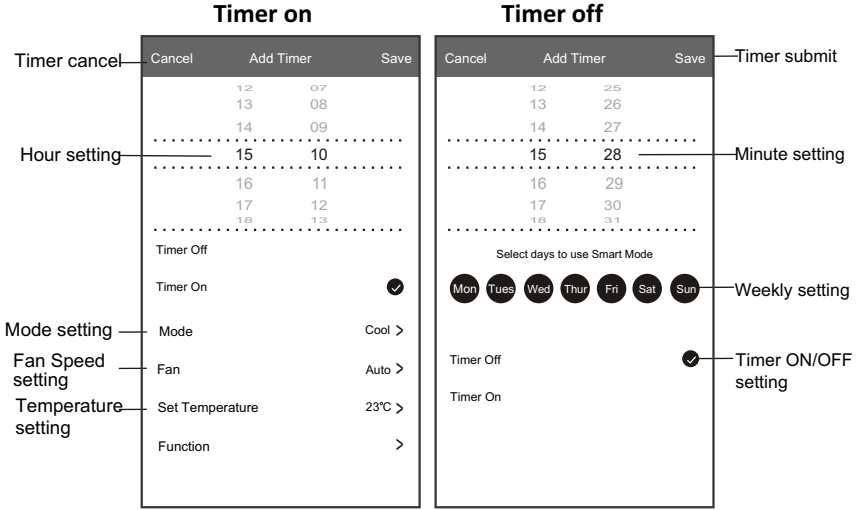 Timer on
Timer off
Timer cancel
Cancel Add Timer Save
12 07
13 08
14 09
Hour setting
15 10
16 11
17 12
18 13
Timer Off
Timer On
Mode setting
Mode Cool >
Fan Speed
setting
Fan Auto >
Temperature
setting
Set Temperature 23℃ >
Function >
Cancel Add Timer Save
Timer submit
12 25
13 26
14 27
15 28
Minute setting
16 29
17 30
18 31
Select days to use Smart Mode
Mon Tues Wed Thur Fri Sat Sun
Weekly setting
Timer Off
Timer ON/OFF
setting
Timer On